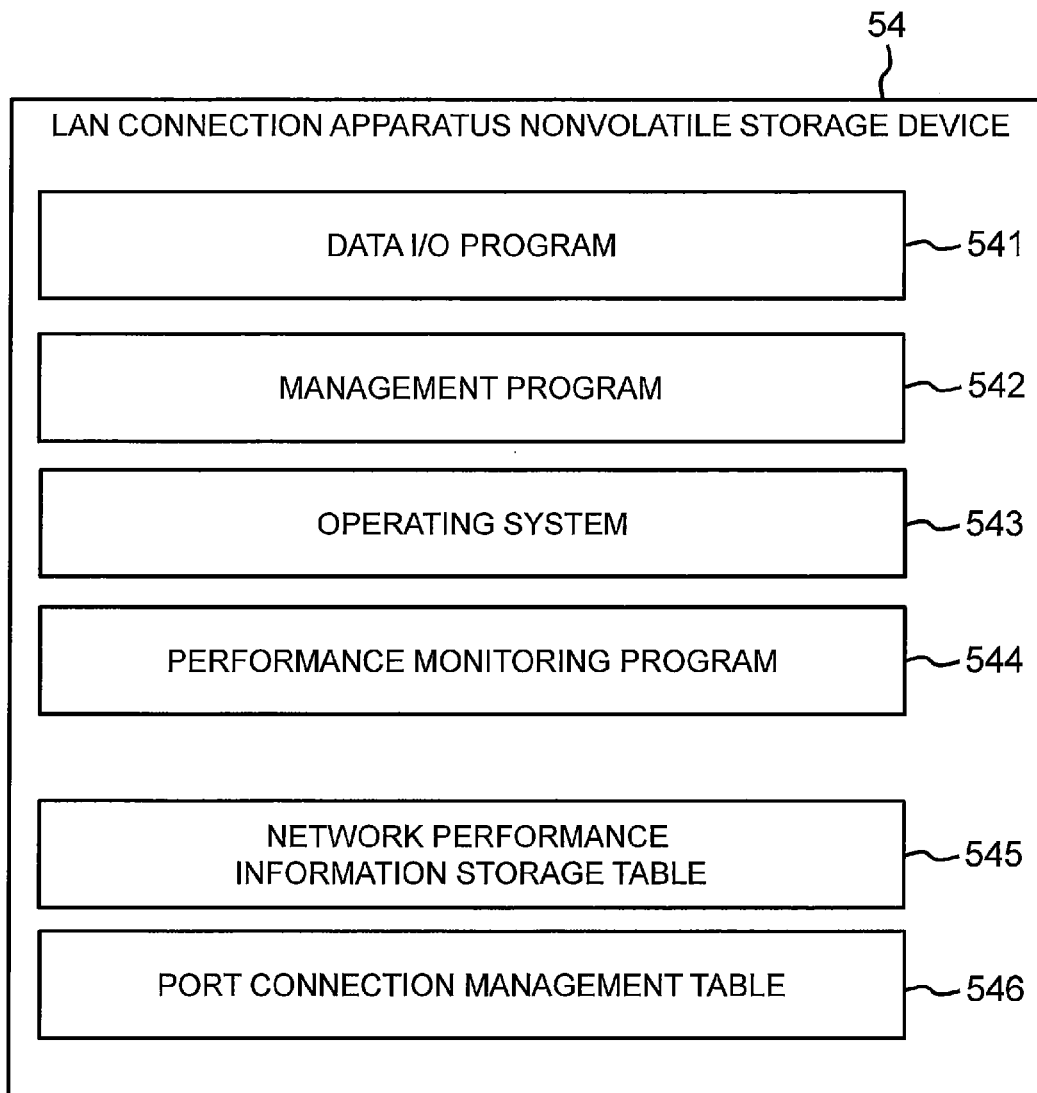 54
LAN CONNECTION APPARATUS NONVOLATILE STORAGE DEVICE
DATA I/O PROGRAM
541
MANAGEMENT PROGRAM
542
OPERATING SYSTEM
543
PERFORMANCE MONITORING PROGRAM
544
NETWORK PERFORMANCE
INFORMATION STORAGE TABLE
545
PORT CONNECTION MANAGEMENT TABLE
546